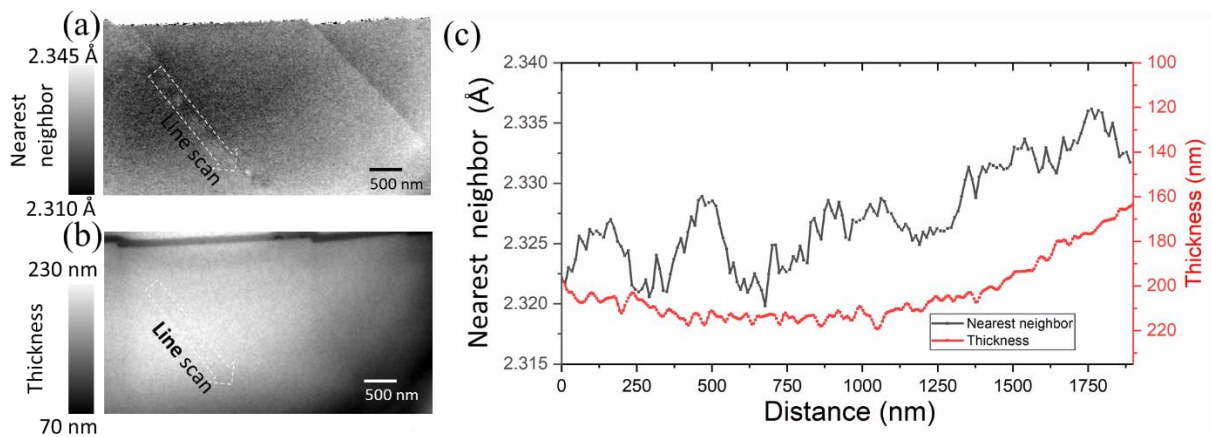 (a)
2.345 Å
Nearest
neighbor
2.310 Å
Line scan
500 nm
(b)
230 nm
Thickness
70 nm
Line scan
500 nm
(c)
Nearest neighbor (Å)
2.340
2.335
2.330
2.325
2.320
2.315
0
250
500
750
1000
1250
1500
1750
Distance (nm)
100
120
140
160
180
200
220
Thickness (nm)
Nearest neighbor
Thickness